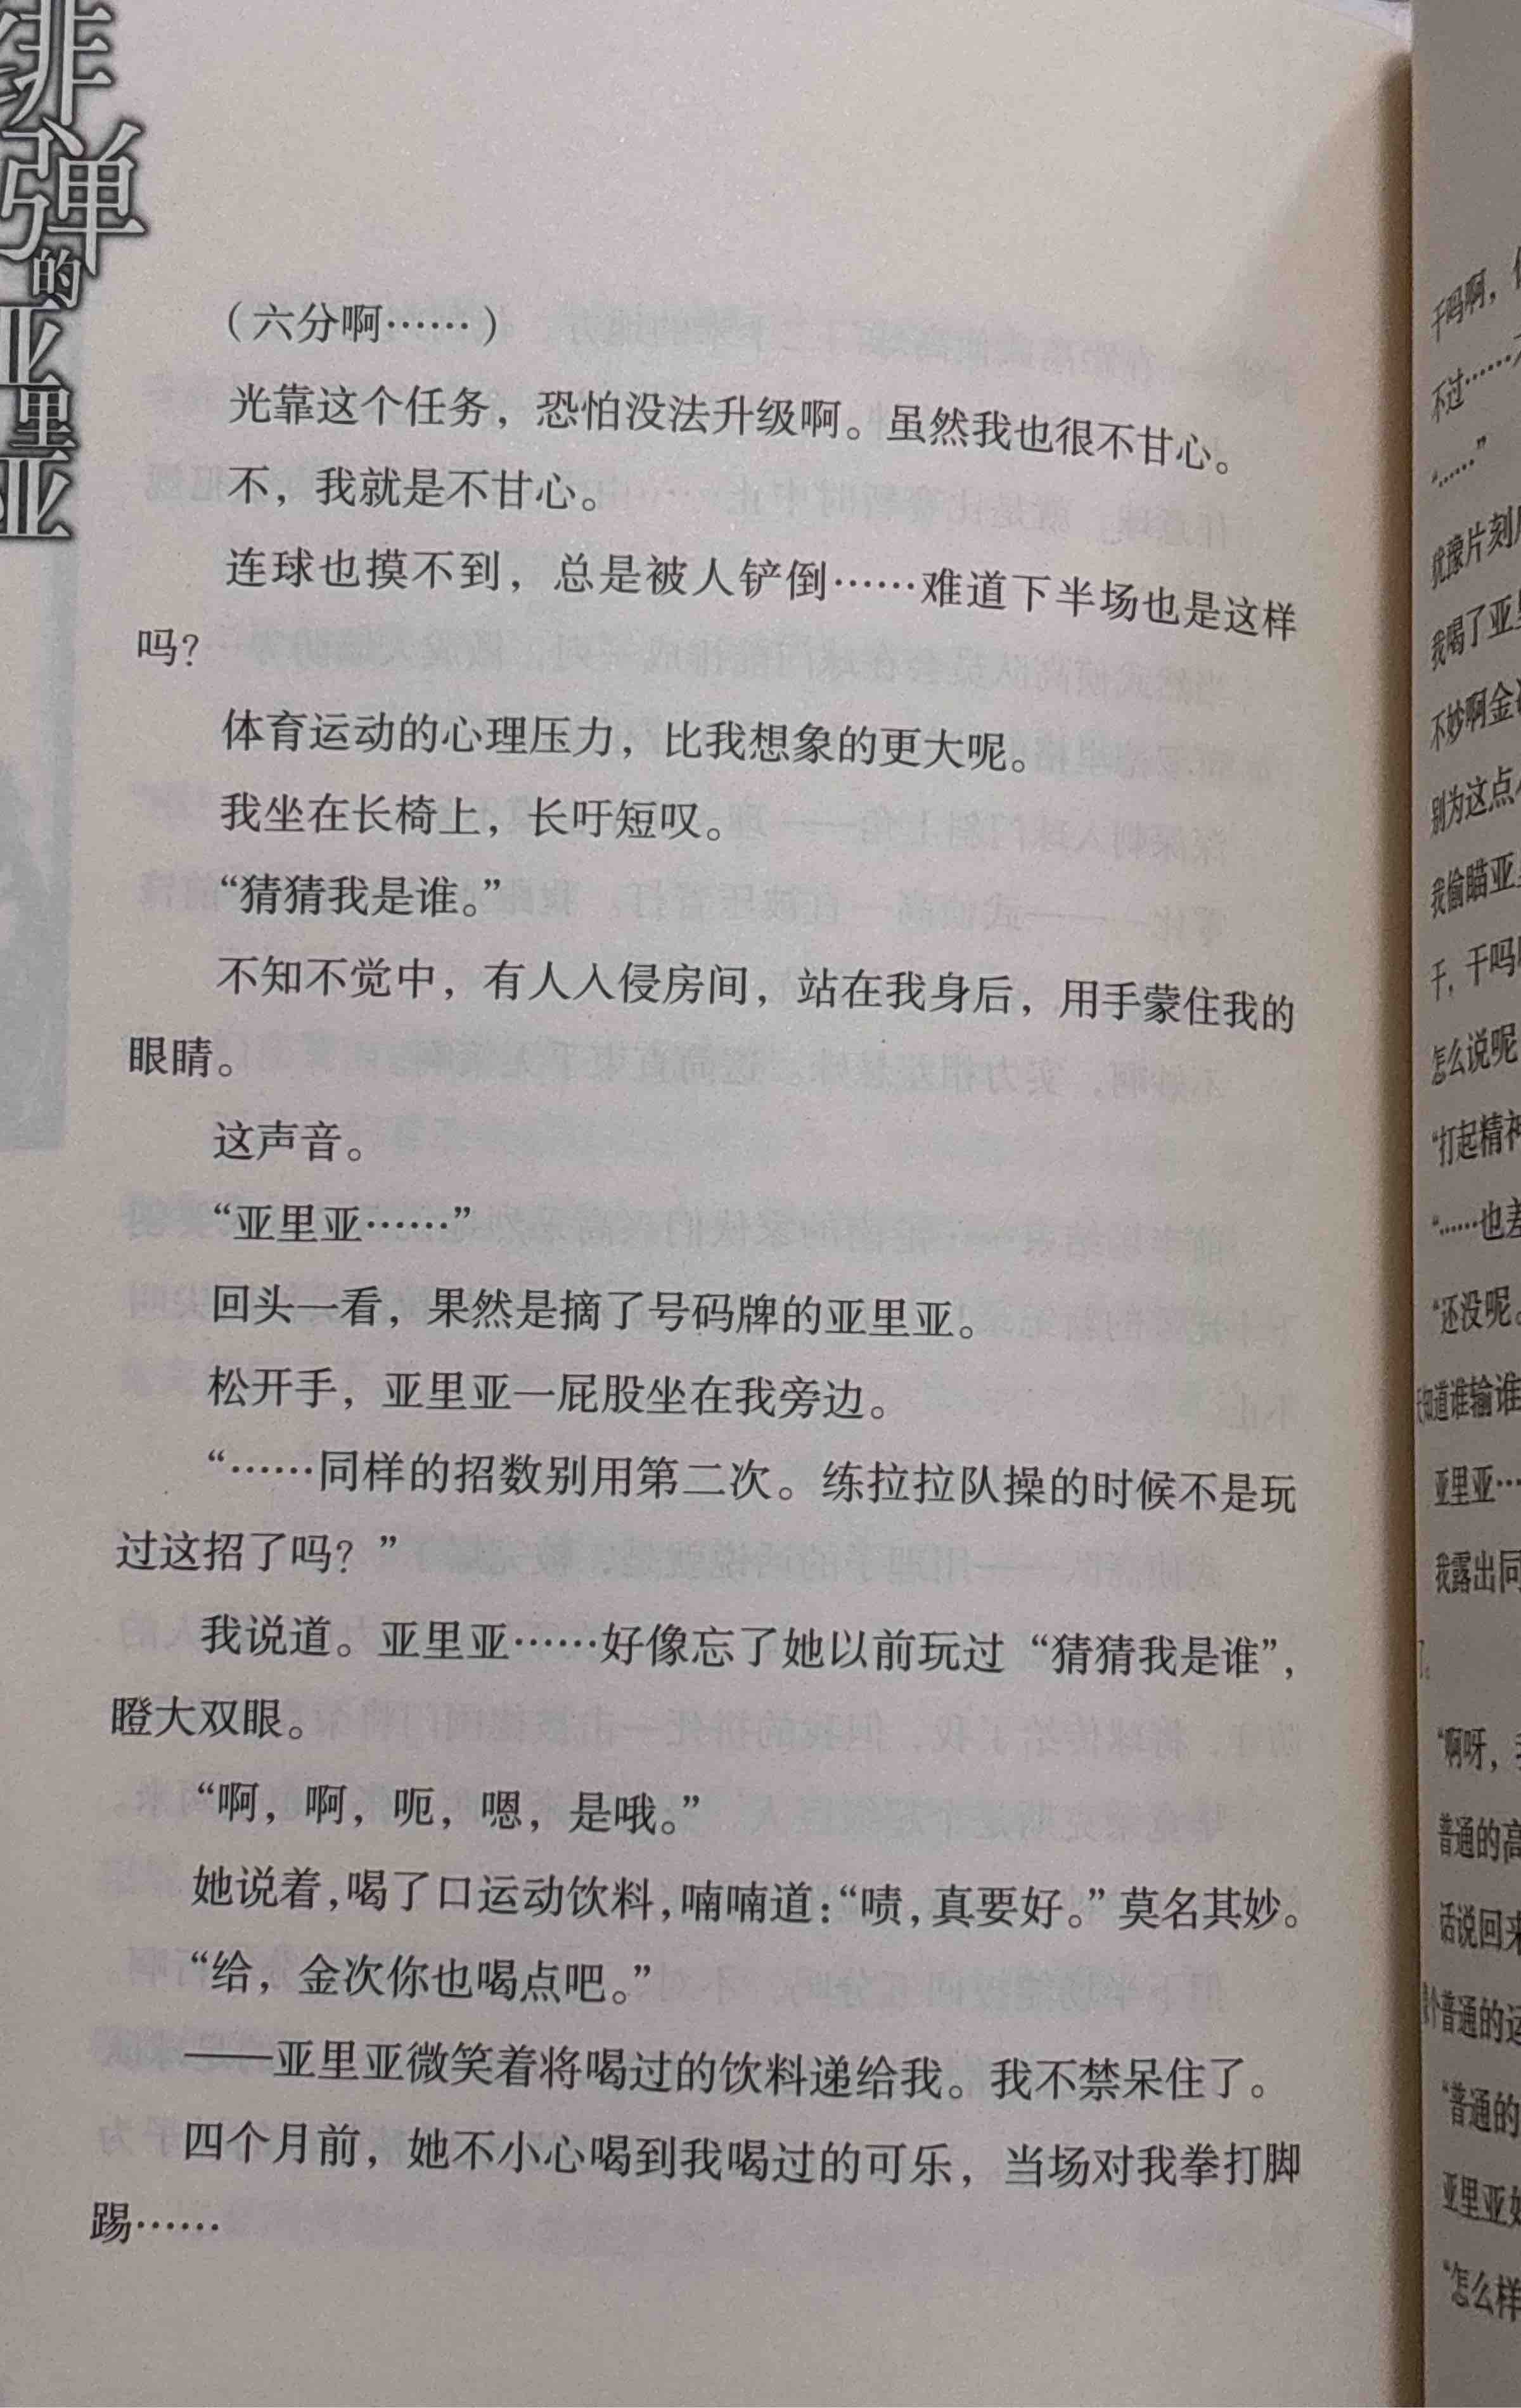 绯弹的亚里亚
（六分啊……）
光靠这个任务，恐怕没法升级啊。虽然我也很不甘心。
不，我就是不甘心。
连球也摸不到，总是被人铲倒……难道下半场也是这样
吗？
体育运动的心理压力，比我想象的更大呢。
我坐在长椅上，长吁短叹。
“猜猜我是谁。”
不知不觉中，有人入侵房间，站在我身后，用手蒙住我的
眼睛。
这声音。
“亚里亚……”
回头一看，果然是摘了号码牌的亚里亚。
松开手，亚里亚一屁股坐在我旁边。
“……同样的招数别用第二次。练拉拉队操的时候不是玩
过这招了吗？”
我说道。亚里亚……好像忘了她以前玩过“猜猜我是谁”，
瞪大双眼。
“啊，啊，呃，嗯，是哦。”
她说着，喝了口运动饮料，喃喃道：“啧，真要好。”莫名其妙。
“给，金次你也喝点吧。”
——亚里亚微笑着将喝过的饮料递给我。我不禁呆住了。
四个月前，她不小心喝到我喝过的可乐，当场对我拳打脚
踢……
干吗啊，
不过……
“……”
犹豫片刻
我喝了亚
不妙啊金
别为这点
我偷瞄亚
干，干吗
怎么说呢
“打起精神
“……也差
“还没呢。
知道谁输谁
亚里亚…
我露出同
了。
“啊呀，
普通的高
话说回来
个普通的运
“普通的
亚里亚如
“怎么样